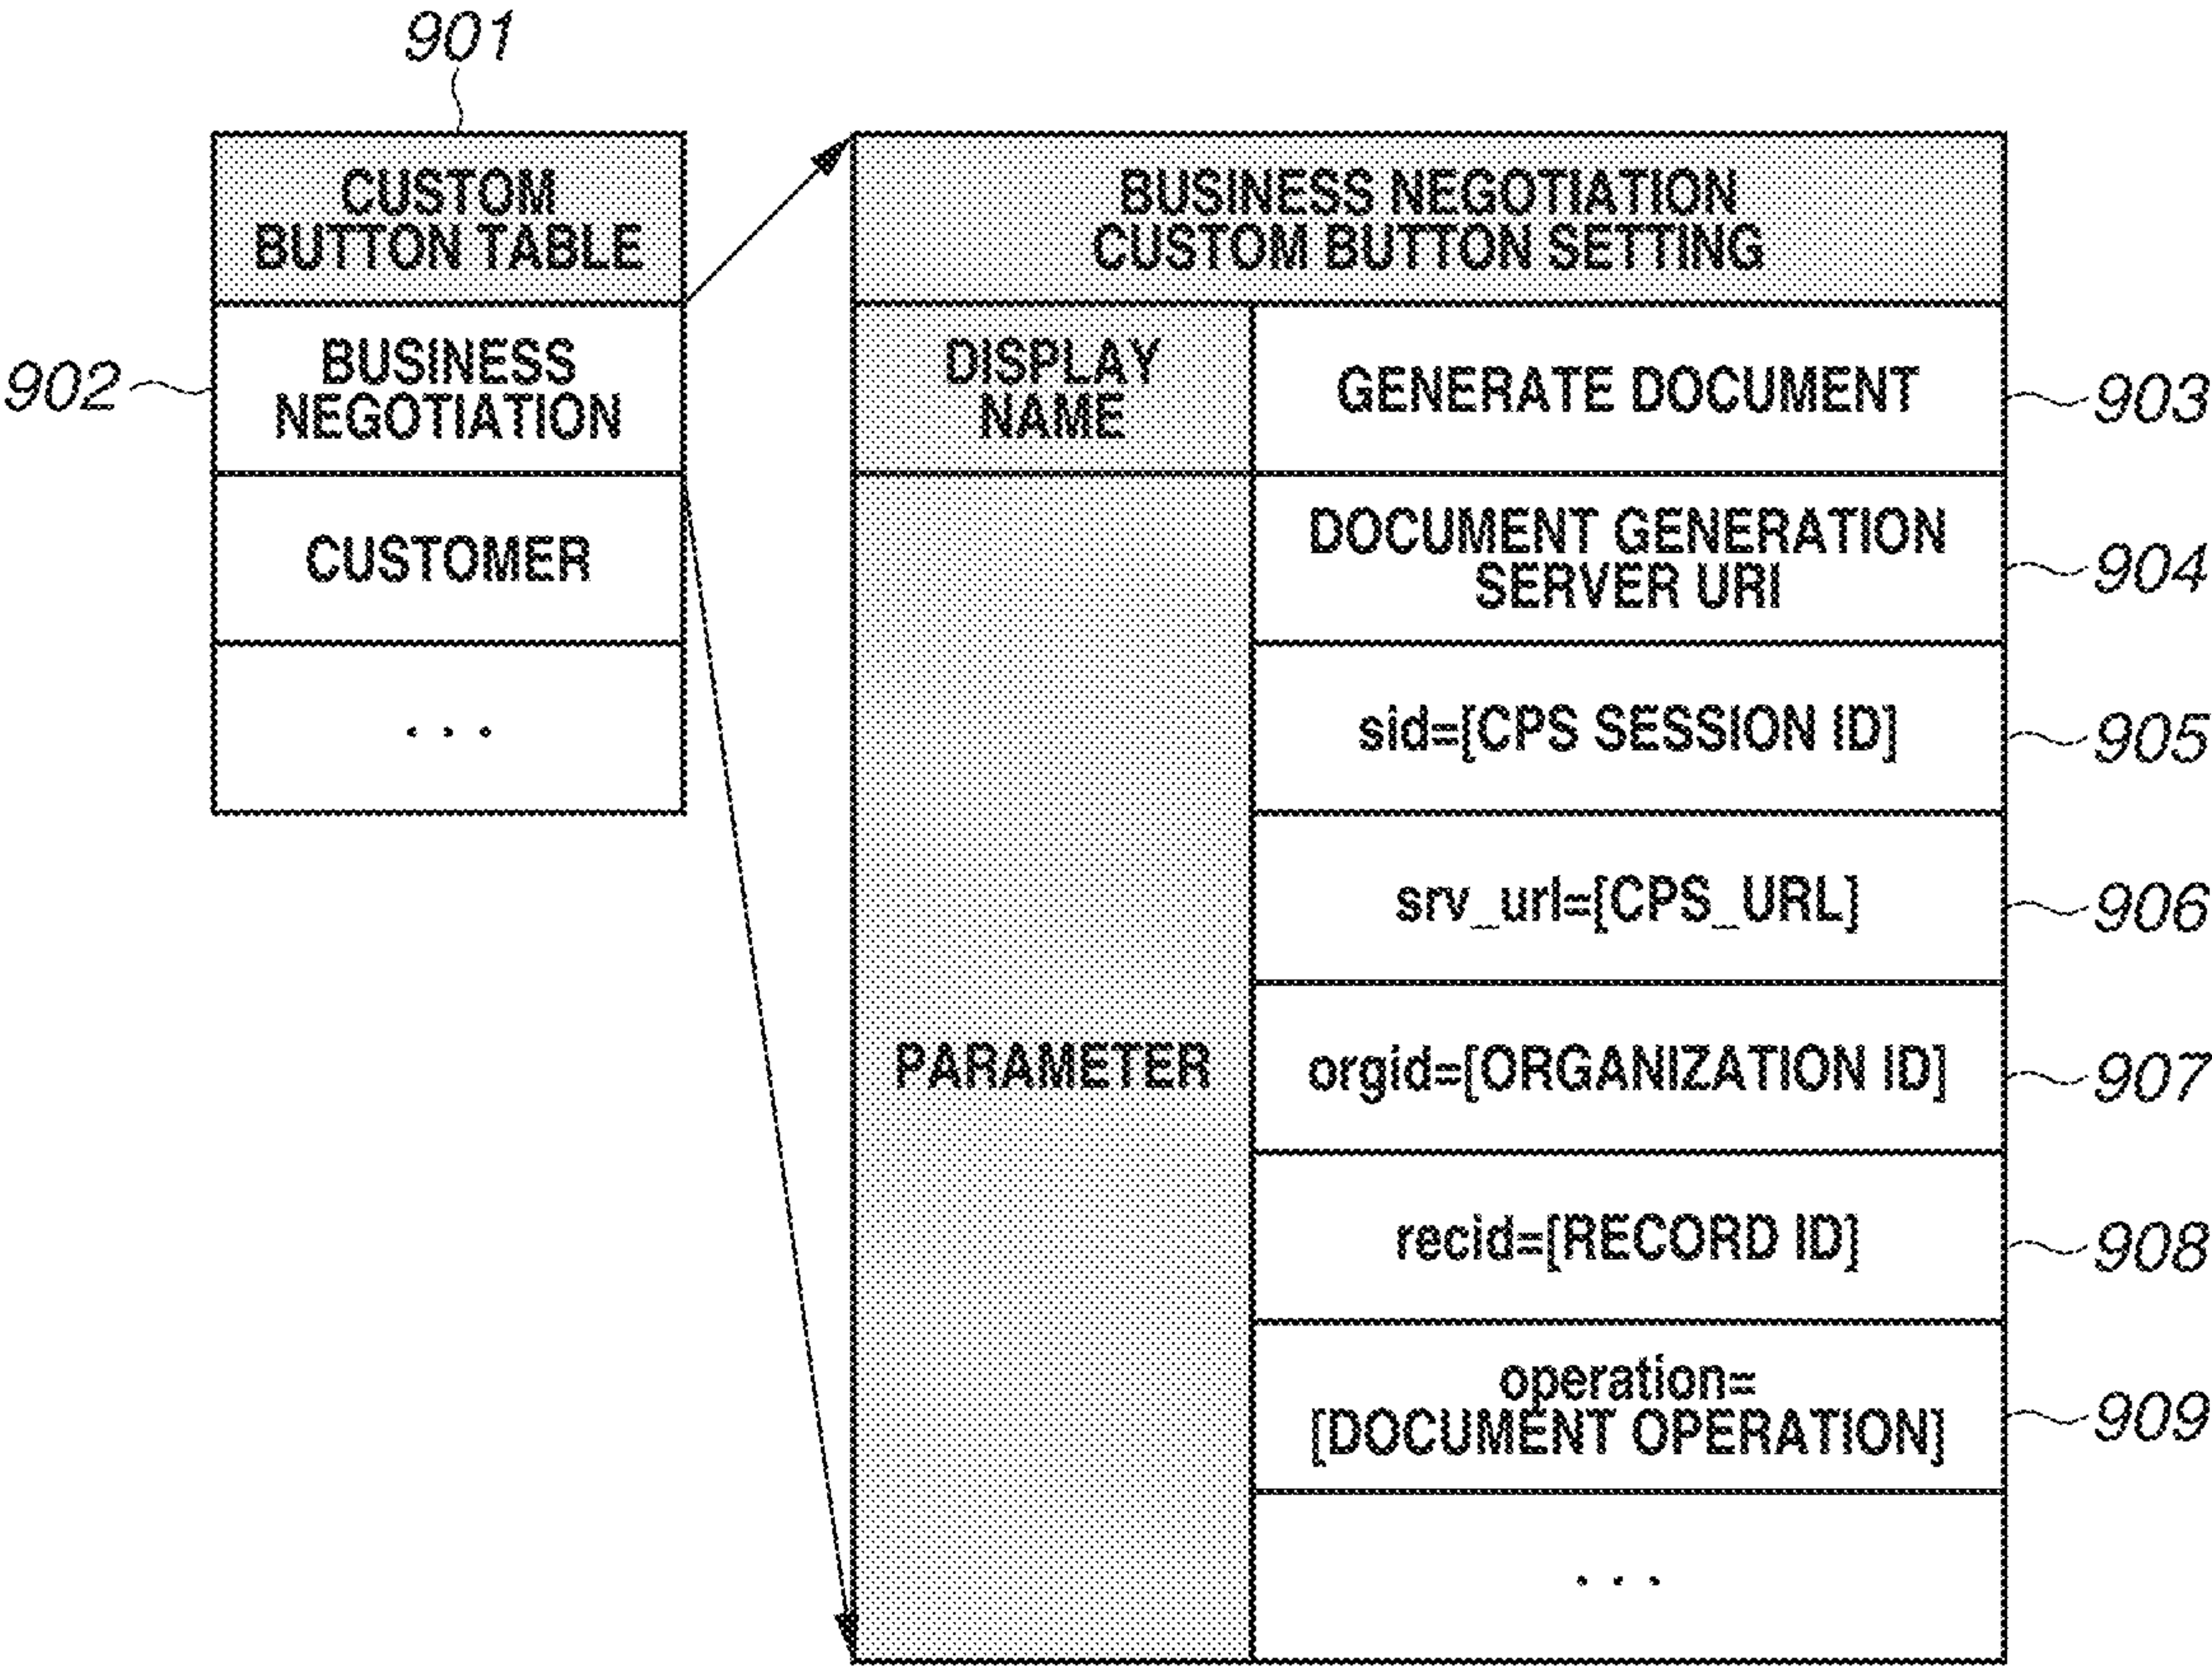 901
CUSTOM
BUTTON TABLE
902
BUSINESS
NEGOTIATION
CUSTOMER
. . .
BUSINESS NEGOTIATION
CUSTOM BUTTON SETTING
DISPLAY
NAME
GENERATE DOCUMENT
903
PARAMETER
DOCUMENT GENERATION
SERVER URI
904
sid=[CPS SESSION ID]
905
srv_url=[CPS_URL]
906
orgid=[ORGANIZATION ID]
907
recid=[RECORD ID]
908
operation=
[DOCUMENT OPERATION]
909
. . .